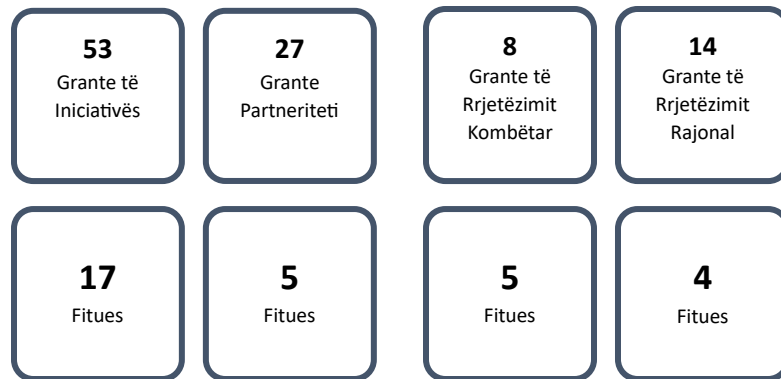 53
Grante të
Iniciativës
27
Grante
Partneriteti
8
Grante të
Rrjetëzimit
Kombëtar
14
Grante të
Rrjetëzimit
Rajonal
17
Fitues
5
Fitues
5
Fitues
4
Fitues